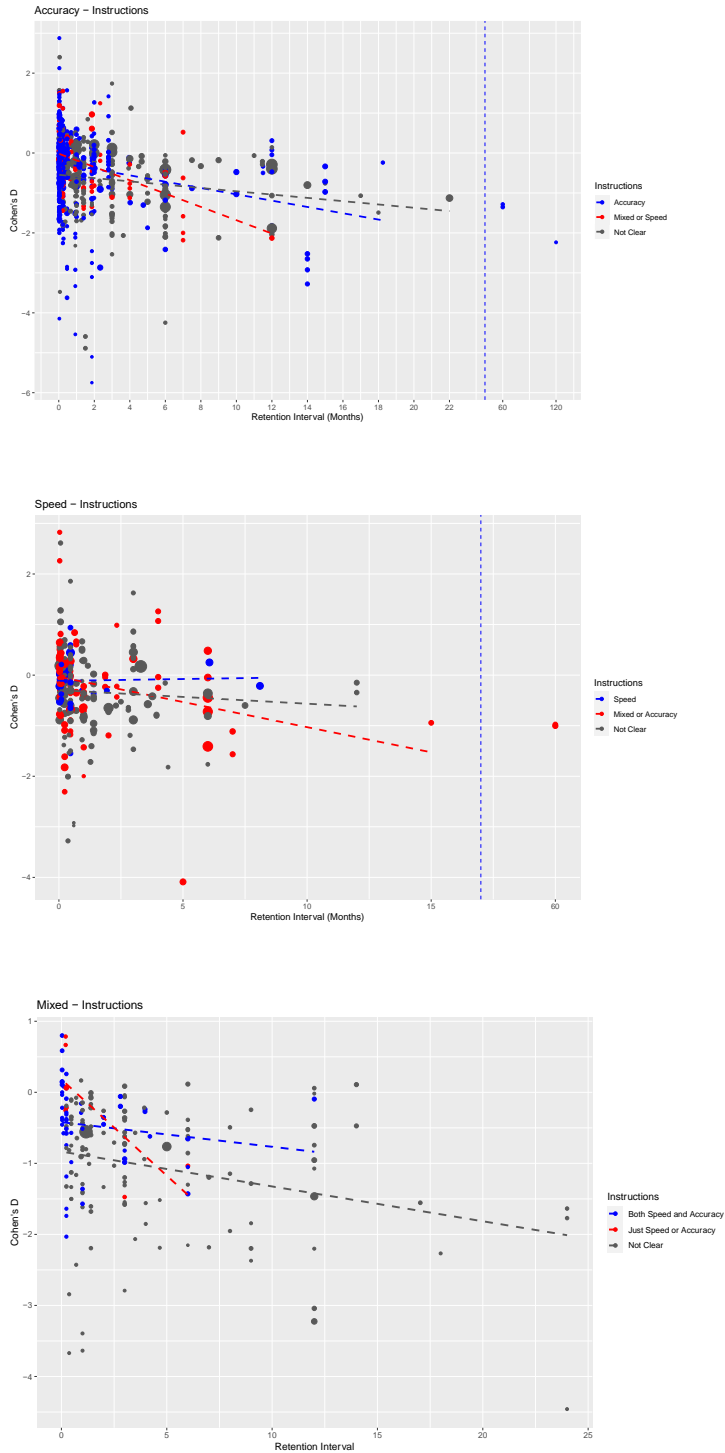 Accuracy − Instructions
2
0
−2
−4
−6
Cohen's D
0 2 4 6 8 10 12 14 16 18 20 22 60 120
Retention Interval (Months)
Instructions
Accuracy
Mixed or Speed
Not Clear
Speed − Instructions
2
0
−2
−4
Cohen's D
0 5 10 15 60
Retention Interval (Months)
Instructions
Speed
Mixed or Accuracy
Not Clear
Mixed − Instructions
1
0
−1
−2
−3
−4
Cohen's D
0 5 10 15 20 25
Retention Interval
Instructions
Both Speed and Accuracy
Just Speed or Accuracy
Not Clear